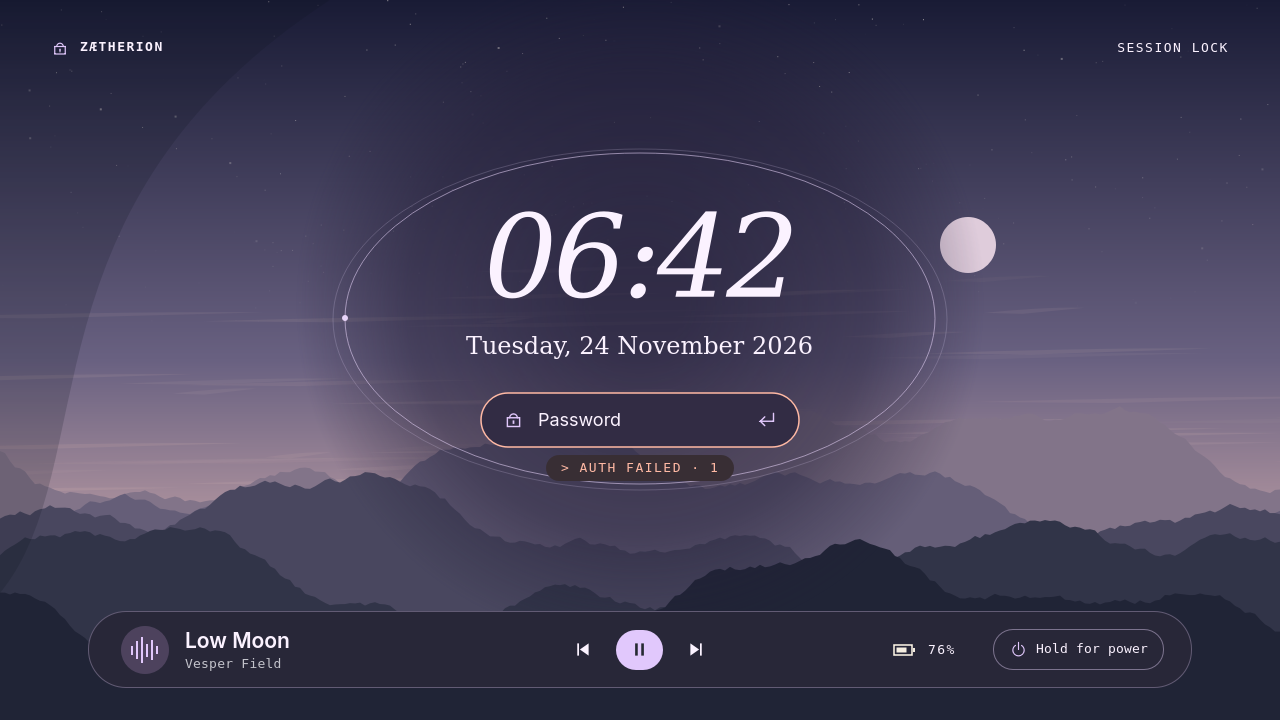 ZÆTHERION
SESSION LOCK
06:42
Tuesday, 24 November 2026
Password
> AUTH FAILED · 1
Low Moon
Vesper Field
76%
Hold for power